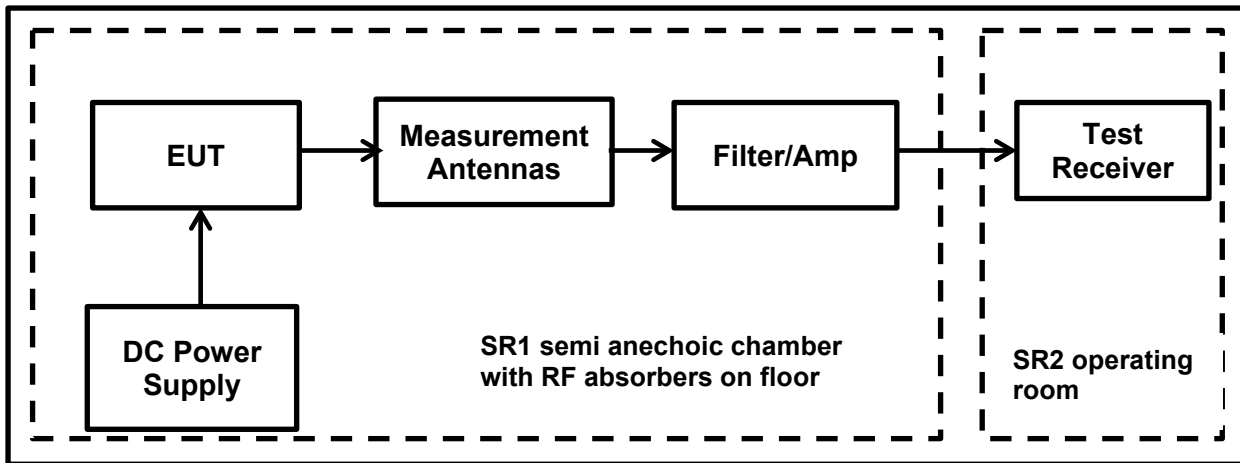 EUT
Measurement
Antennas
Filter/Amp
Test
Receiver
DC Power
Supply
SR1 semi anechoic chamber
with RF absorbers on floor
SR2 operating
room